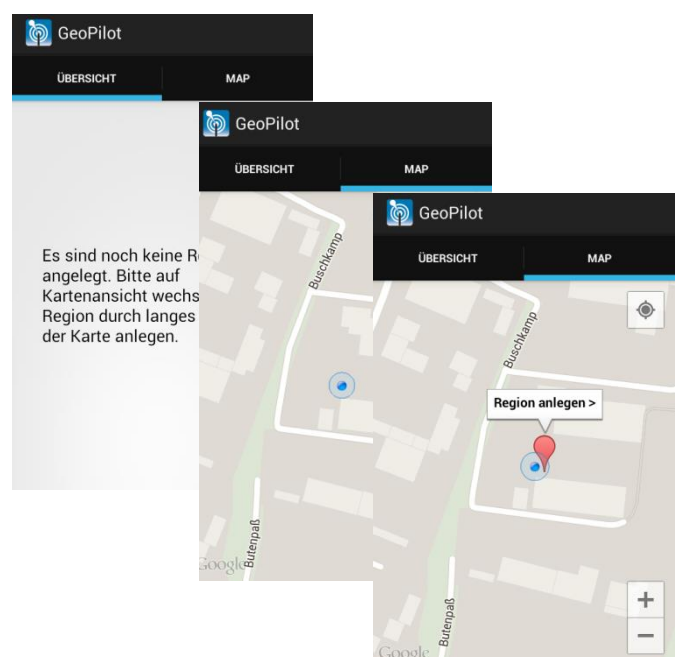 GeoPilot
ÜBERSICHT MAP
Es sind noch keine
angelegt. Bitte auf
Kartenansicht
Region durch langes
der Karte anlegen.
GeoPilot
ÜBERSICHT MAP
Buschkamp
Butenpaß
Google
GeoPilot
ÜBERSICHT MAP
Buschkamp
Region anlegen >
+
−
Butenpaß
Google